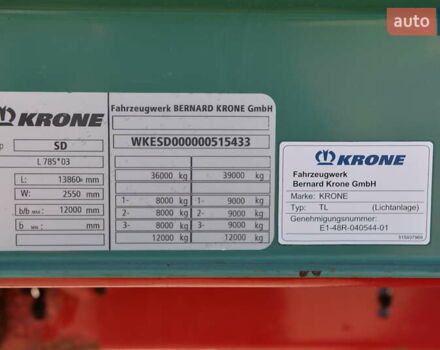 auto
KRONE
p SD
L 785*03
L: 13860 mm
W: 2550 mm
b/b мм: 12000 mm
b мм: mm
Fahrzeugwerk BERNARD KRONE GmbH
WKESD000000515433
36000 kg 39000 kg
1- 8000 kg 1- 9000 kg
2- 8000 kg 2- 9000 kg
3- 8000 kg 3- 9000 kg
12000 kg 12000 kg
KRONE
Fahrzeugwerk
Bernard Krone GmbH
Marke: KRONE
Typ: TL (Lichtanlage)
Genehmigungsnummer:
E1-48R-040544-01